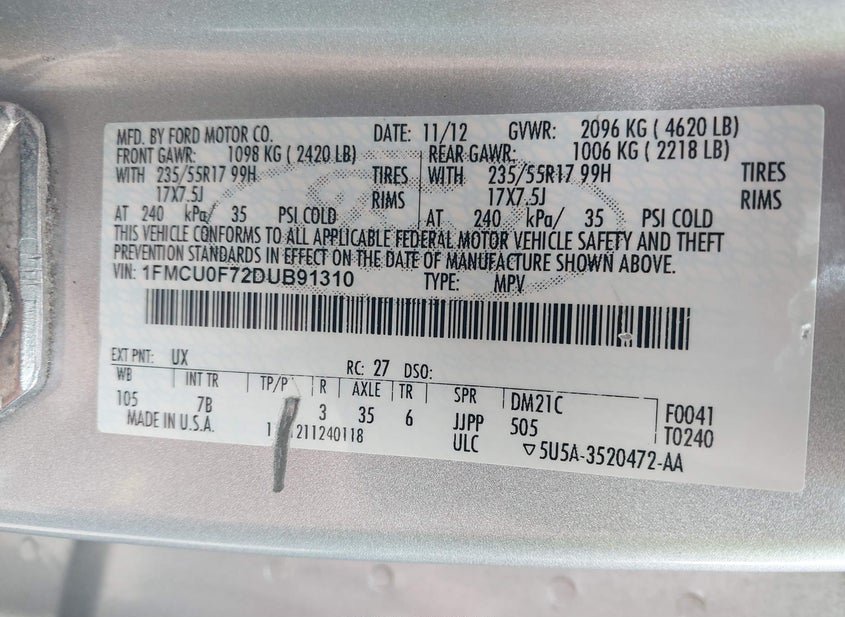 MFD. BY FORD MOTOR CO. DATE: 11/12 GVWR: 2096 KG ( 4620 LB)
FRONT GAWR: 1098 KG ( 2420 LB) REAR GAWR: 1006 KG ( 2218 LB)
WITH 235/55R17 99H TIRES WITH 235/55R17 99H TIRES
17X7.5J RIMS 17X7.5J RIMS
AT 240 kPa/ 35 PSI COLD AT 240 kPa/ 35 PSI COLD
THIS VEHICLE CONFORMS TO ALL APPLICABLE FEDERAL MOTOR VEHICLE SAFETY AND THEFT
PREVENTION STANDARDS IN EFFECT ON THE DATE OF MANUFACTURE SHOWN ABOVE.
VIN: 1FMCU0F72DUB91310 TYPE: MPV
EXT PNT: UX RC: 27 DSO:
WB INT TR TP/P R AXLE TR SPR DM21C F0041
105 7B 3 35 6 JJPP 505 T0240
MADE IN U.S.A. 211240118 ULC ▽5U5A-3520472-AA